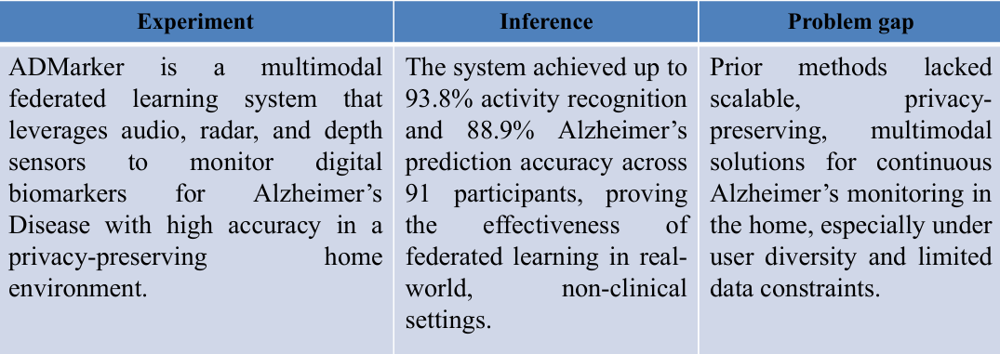 Experiment
Inference
Problem gap
ADMarker is a multimodal
federated learning system that
leverages audio, radar, and depth
sensors to monitor digital
biomarkers for Alzheimer’s
Disease with high accuracy in a
privacy-preserving home
environment.
The system achieved up to
93.8% activity recognition
and 88.9% Alzheimer’s
prediction accuracy across
91 participants, proving
the effectiveness of
federated learning in real-
world, non-clinical
settings.
Prior methods lacked
scalable, privacy-
preserving, multimodal
solutions for continuous
Alzheimer’s monitoring in
the home, especially under
user diversity and limited
data constraints.